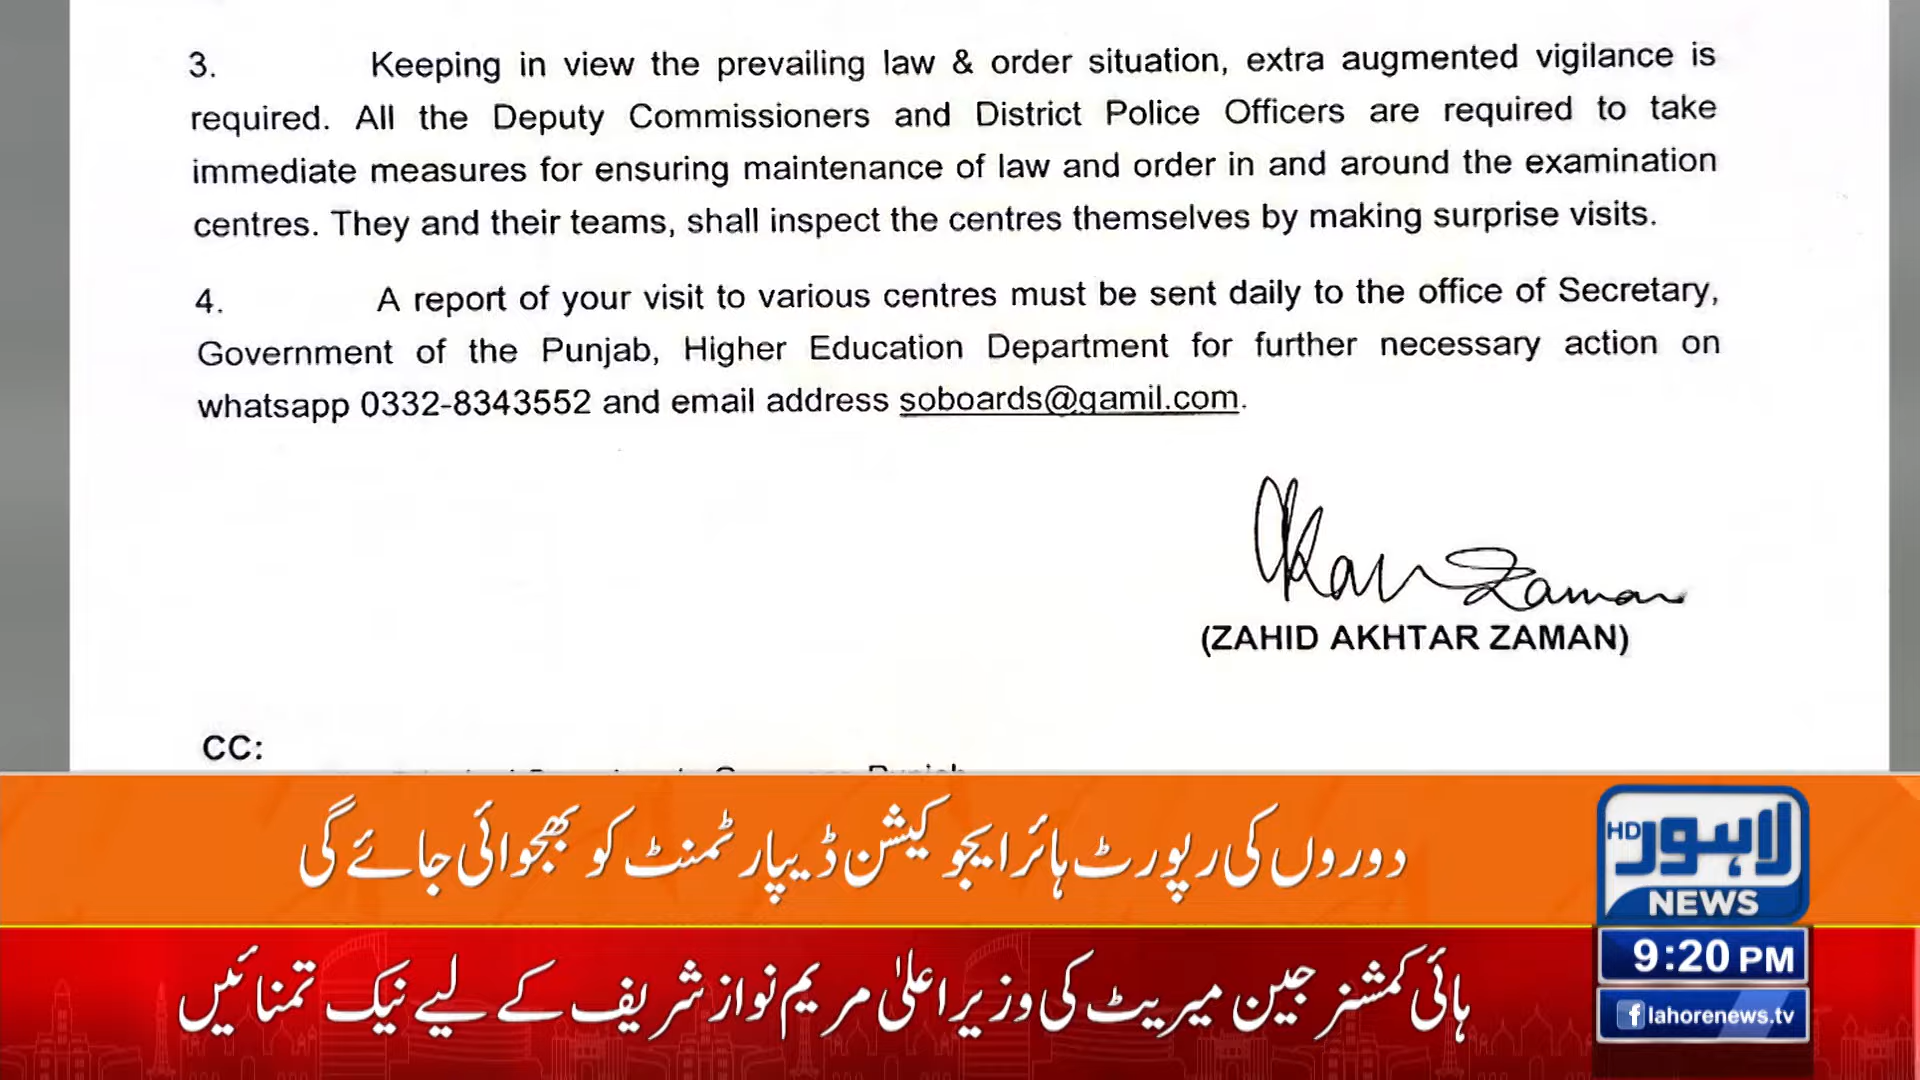 3. Keeping in view the prevailing law & order situation, extra augmented vigilance is
required. All the Deputy Commissioners and District Police Officers are required to take
immediate measures for ensuring maintenance of law and order in and around the examination
centres. They and their teams, shall inspect the centres themselves by making surprise visits.
4. A report of your visit to various centres must be sent daily to the office of Secretary,
Government of the Punjab, Higher Education Department for further necessary action on
whatsapp 0332-8343552 and email address soboards@gamil.com.
(ZAHID AKHTAR ZAMAN)
CC:
دوروں کی رپورٹ ہائر ایجوکیشن ڈیپارٹمنٹ کو بھجوائی جائے گی
لاہور HD
NEWS
ہائی کمشنر جین میریٹ کی وزیراعلیٰ مریم نواز شریف کے لیے نیک تمنائیں
9:20 PM
lahorenews.tv